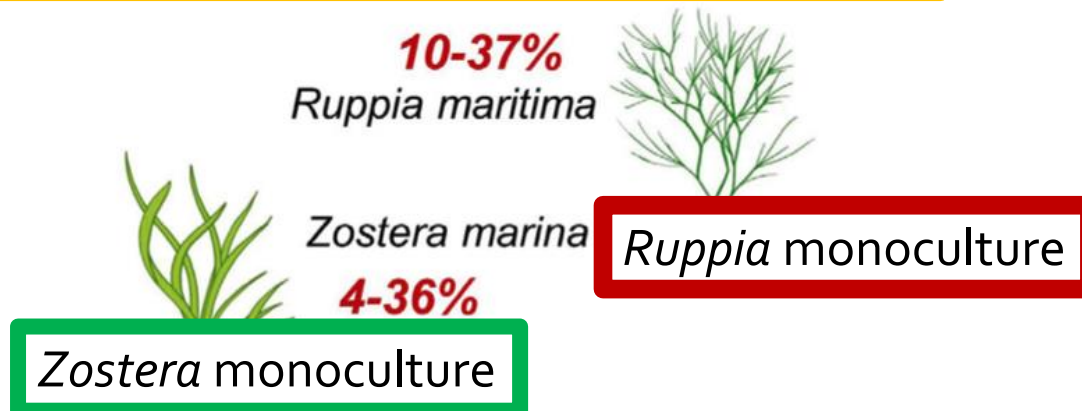 10-37%
Ruppia maritima
Zostera marina
4-36%
Ruppia monoculture
Zostera monoculture